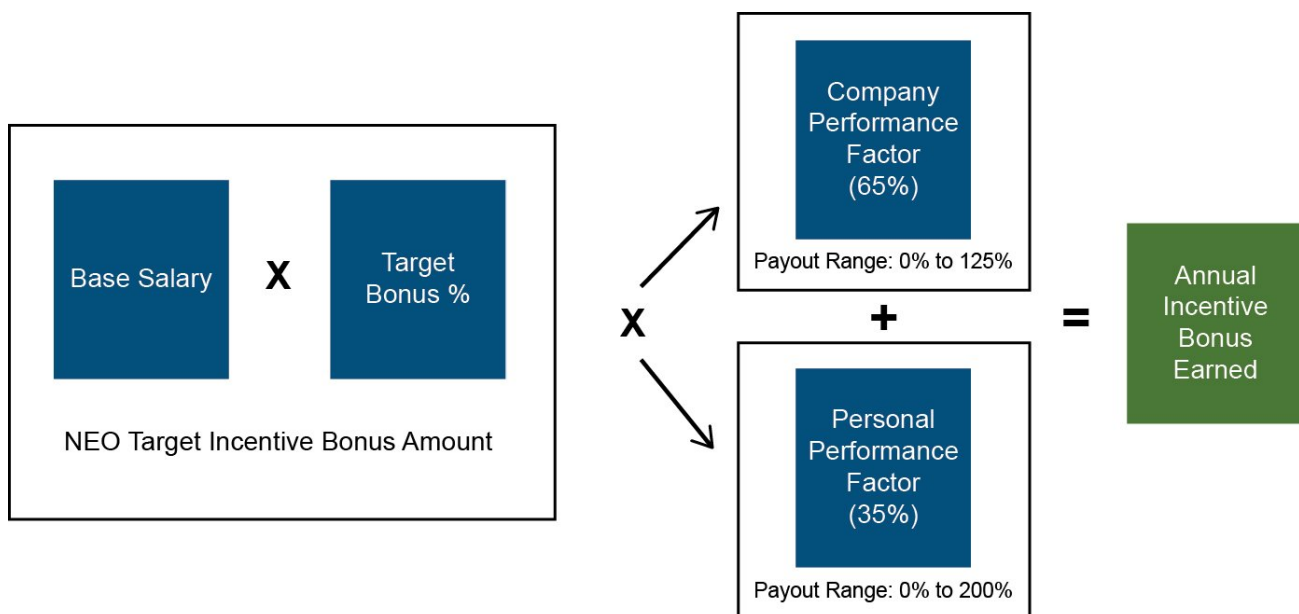 Base Salary
X
Target
Bonus %
NEO Target Incentive Bonus Amount
X
Company
Performance
Factor
(65%)
Payout Range: 0% to 125%
+
Personal
Performance
Factor
(35%)
Payout Range: 0% to 200%
=
Annual
Incentive
Bonus
Earned